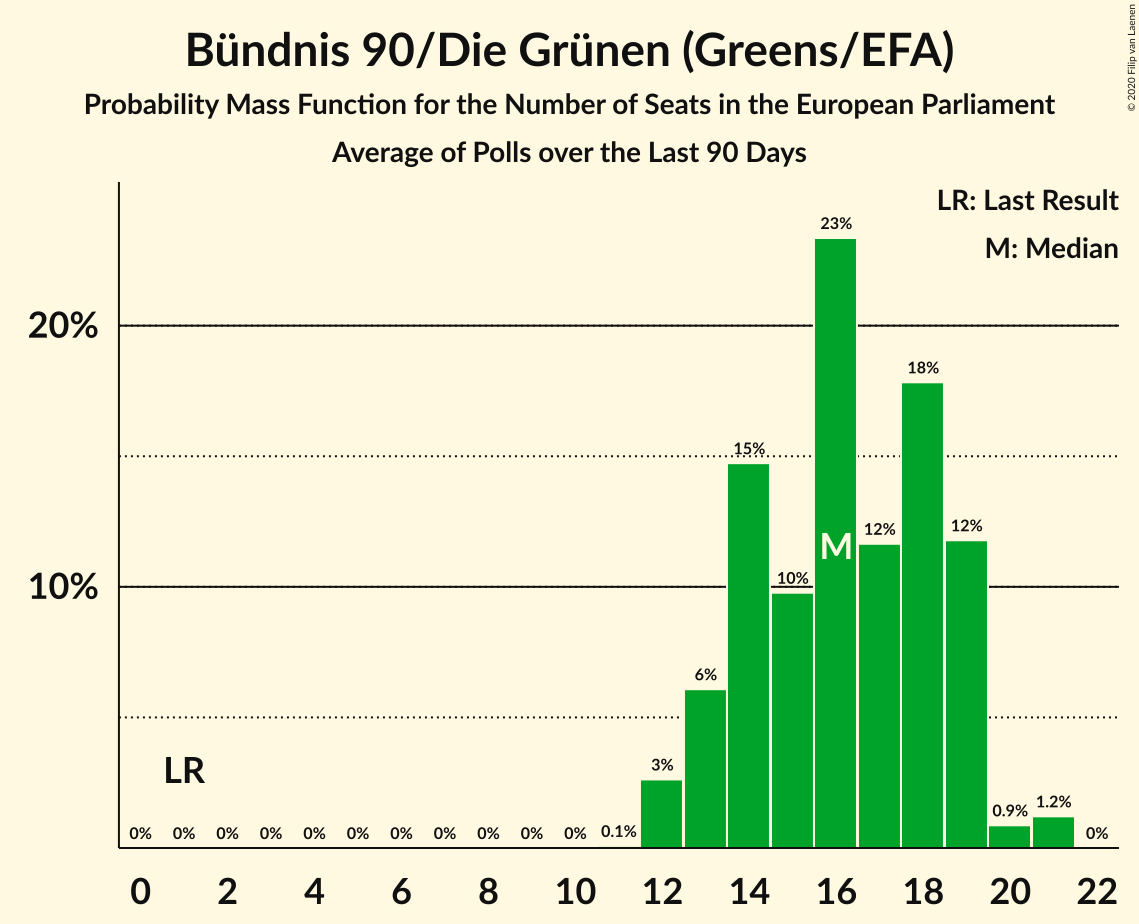 Bündnis 90/Die Grünen (Greens/EFA)
Probability Mass Function for the Number of Seats in the European Parliament
Average of Polls over the Last 90 Days
© 2020 Filip van Laenen
LR: Last Result
M: Median
23%
20%
18%
15%
12%
12%
M
10%
10%
6%
LR
3%
0% 0% 0% 0% 0% 0% 0% 0% 0% 0% 0% 0.1% 0.9% 1.2% 0%
0 2 4 6 8 10 12 14 16 18 20 22